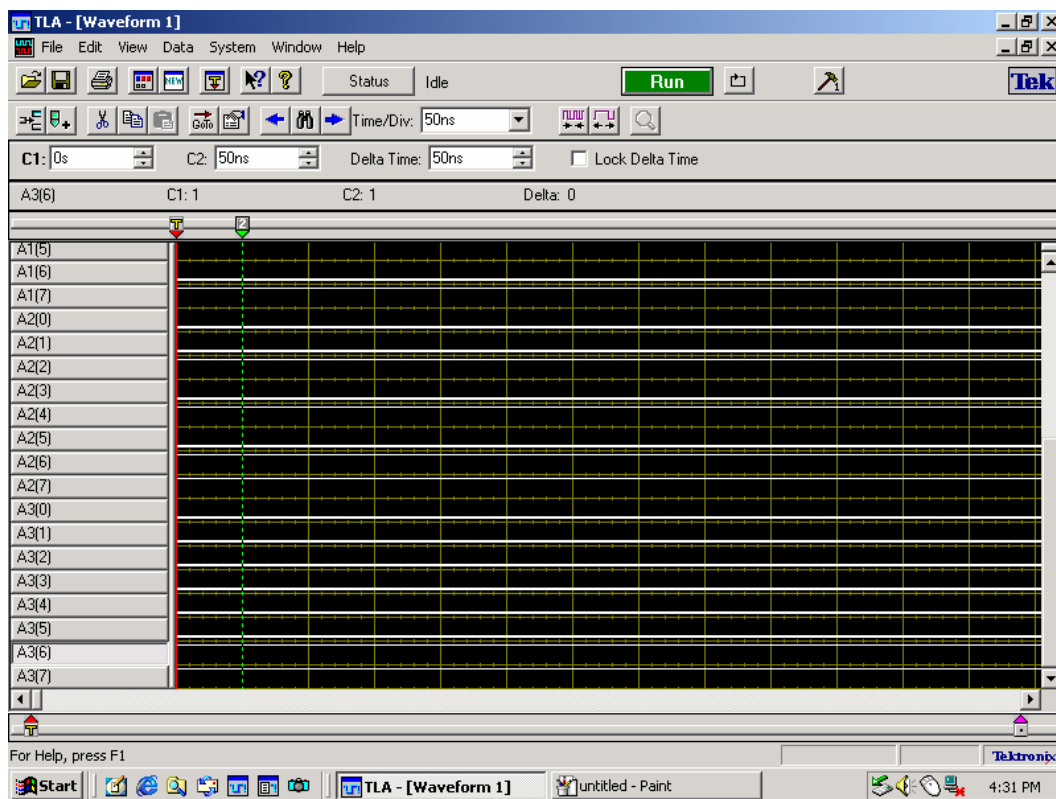 TLA - [Waveform 1]
File Edit View Data System Window Help
NEW Status Idle Run Tek
GoTo Time/Div: 50ns
C1: 0s C2: 50ns Delta Time: 50ns Lock Delta Time
A3(6) C1: 1 C2: 1 Delta: 0
T 2
A1(5)
A1(6)
A1(7)
A2(0)
A2(1)
A2(2)
A2(3)
A2(4)
A2(5)
A2(6)
A2(7)
A3(0)
A3(1)
A3(2)
A3(3)
A3(4)
A3(5)
A3(6)
A3(7)
T
For Help, press F1 Tektronix
Start TLA - [Waveform 1] untitled - Paint 4:31 PM